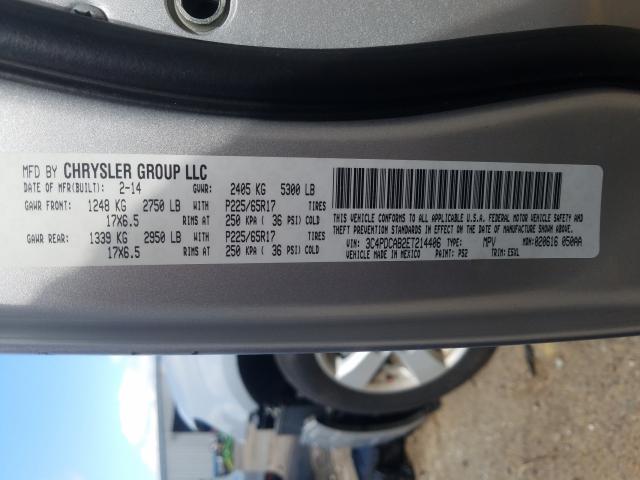 MFD BY CHRYSLER GROUP LLC
DATE OF MFR(BUILT): 2-14 GVWR: 2405 KG 5300 LB
GAWR FRONT: 1248 KG 2750 LB P225/65R17 TIRES
17X6.5 RIMS AT 250 KPA ( 36 PSI) COLD
GAWR REAR: 1339 KG 2950 LB P225/65R17 TIRES
17X6.5 RIMS AT 250 KPA ( 36 PSI) COLD
THIS VEHICLE CONFORMS TO ALL APPLICABLE U.S.A. FEDERAL MOTOR VEHICLE SAFETY AND
THEFT PREVENTION STANDARDS IN EFFECT ON THE DATE OF MANUFACTURE SHOWN ABOVE.
VIN: 3C4PDCAB2ET214406 TYPE: MPV MDH: 020616 050AA
VEHICLE MADE IN MEXICO PAINT: PS2 TRIM: E5XL